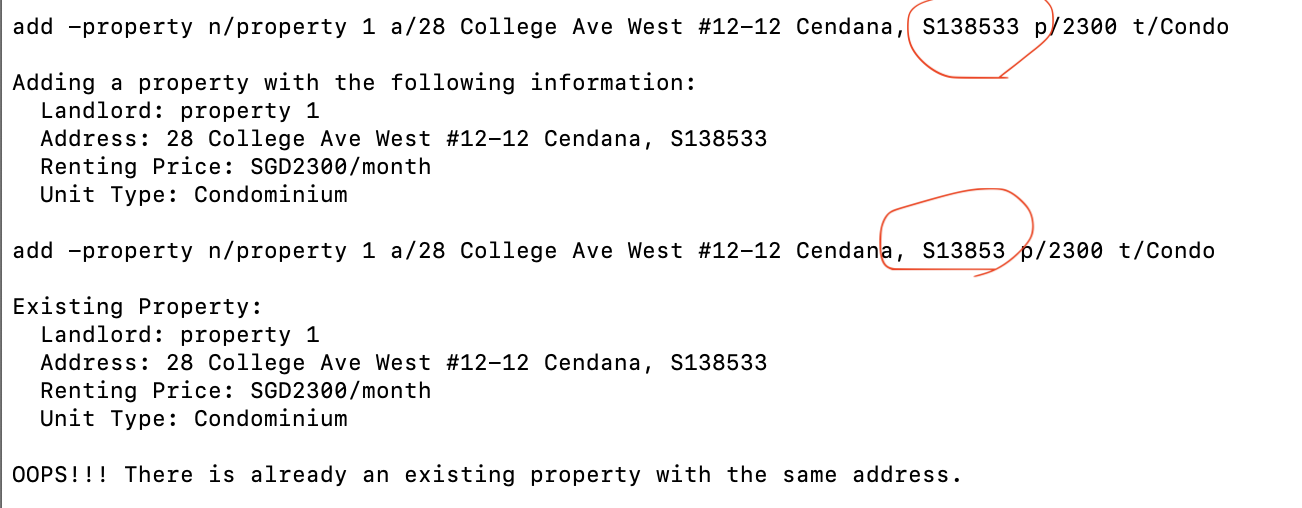 add -property n/property 1 a/28 College Ave West #12-12 Cendana, S138533 p/2300 t/Condo
Adding a property with the following information:
Landlord: property 1
Address: 28 College Ave West #12-12 Cendana, S138533
Renting Price: SGD2300/month
Unit Type: Condominium
add -property n/property 1 a/28 College Ave West #12-12 Cendana, S13853 p/2300 t/Condo
Existing Property:
Landlord: property 1
Address: 28 College Ave West #12-12 Cendana, S138533
Renting Price: SGD2300/month
Unit Type: Condominium
OOPS!!! There is already an existing property with the same address.